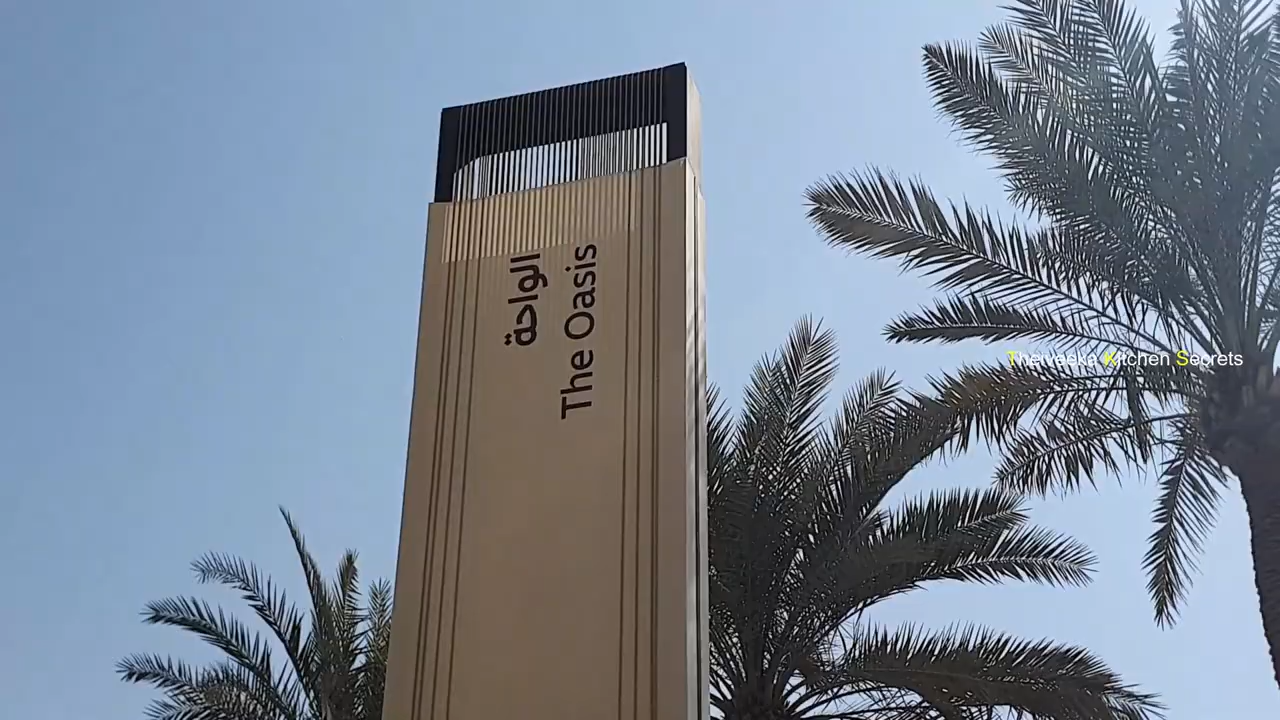 الواحة
The Oasis
Theiveeka Kitchen Secrets